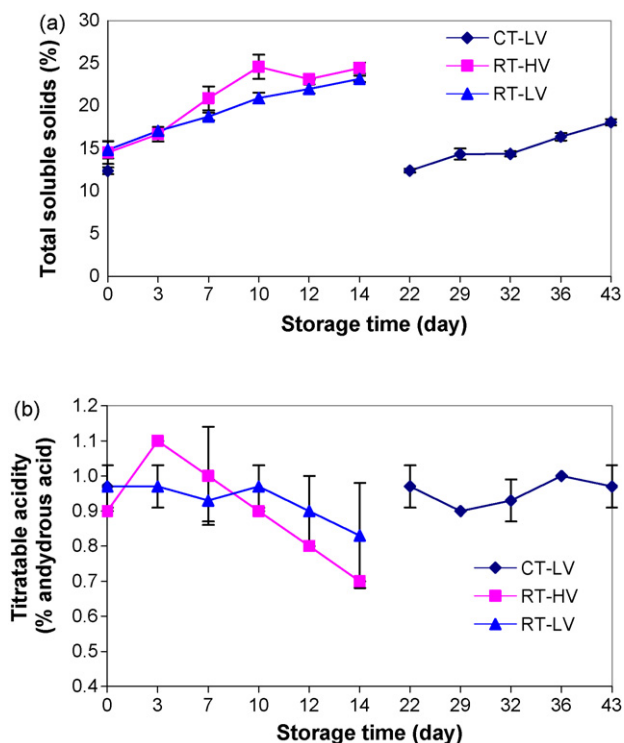 (a)
30
25
20
15
10
5
0
Total soluble solids (%)
CT-LV
RT-HV
RT-LV
0 3 7 10 12 14 22 29 32 36 43
Storage time (day)
(b)
1.2
1.1
1.0
0.9
0.8
0.7
0.6
0.5
0.4
Titratable acidity
(% andydrous acid)
CT-LV
RT-HV
RT-LV
0 3 7 10 12 14 22 29 32 36 43
Storage time (day)